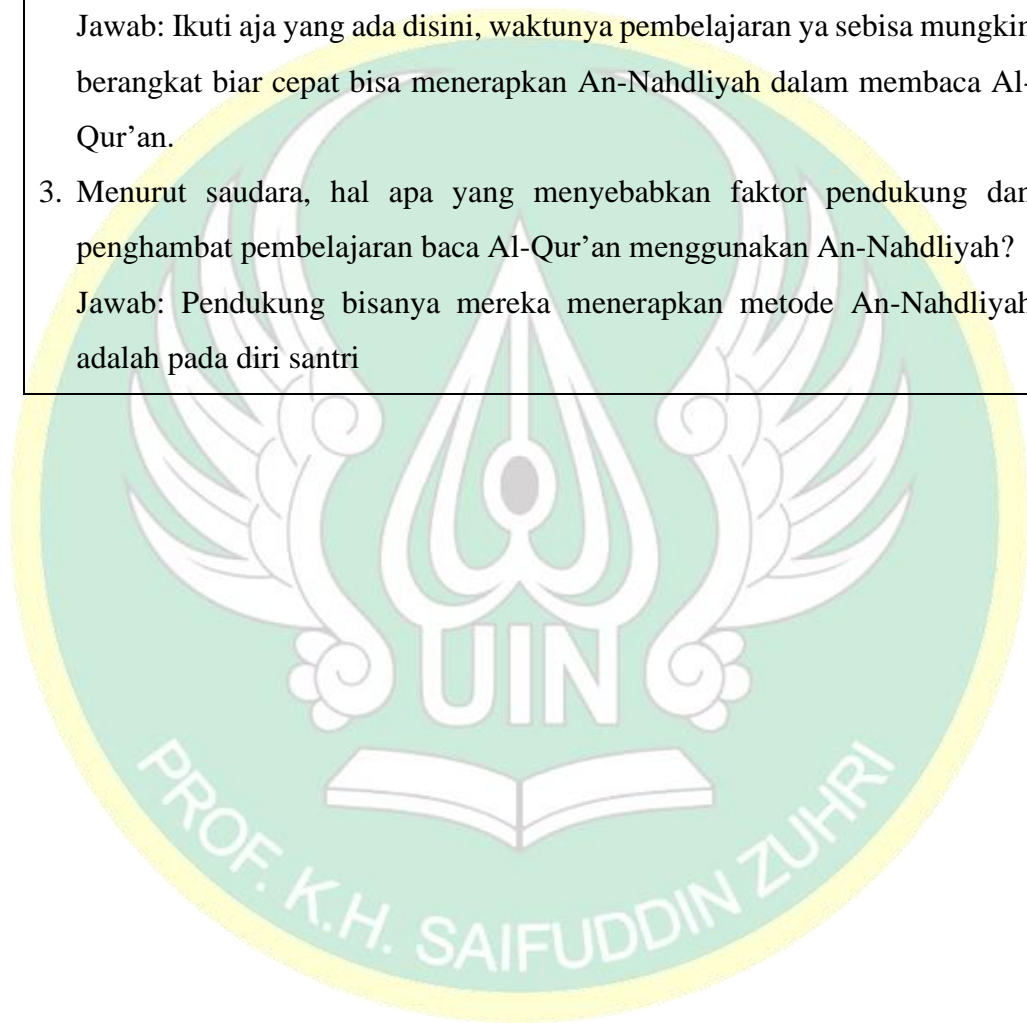 Jawab: Ikuti aja yang ada disini, waktunya pembelajaran ya sebisa mungkin
berangkat biar cepat bisa menerapkan An-Nahdliyah dalam membaca Al-
Qur’an.
3. Menurut saudara, hal apa yang menyebabkan faktor pendukung dan
penghambat pembelajaran baca Al-Qur’an menggunakan An-Nahdliyah?
Jawab: Pendukung bisanya mereka menerapkan metode An-Nahdliyah
adalah pada diri santri
UIN
PROF. K.H. SAIFUDDIN ZUHRI